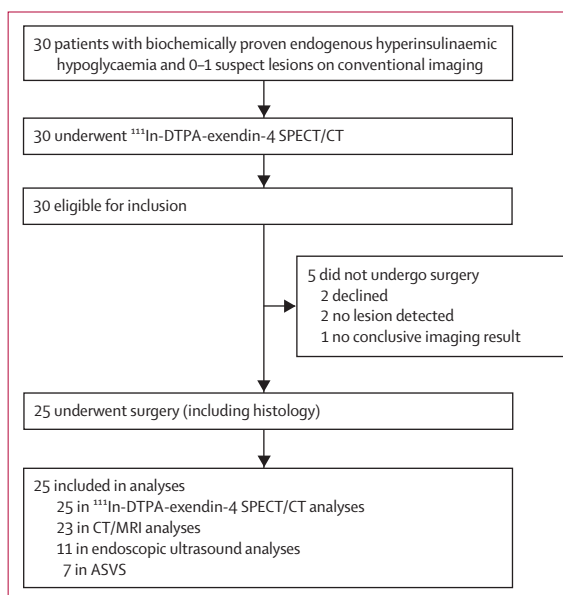 30 patients with biochemically proven endogenous hyperinsulinaemic
hypoglycaemia and 0–1 suspect lesions on conventional imaging
30 underwent ¹¹¹In-DTPA-exendin-4 SPECT/CT
30 eligible for inclusion
5 did not undergo surgery
2 declined
2 no lesion detected
1 no conclusive imaging result
25 underwent surgery (including histology)
25 included in analyses
25 in ¹¹¹In-DTPA-exendin-4 SPECT/CT analyses
23 in CT/MRI analyses
11 in endoscopic ultrasound analyses
7 in ASVS